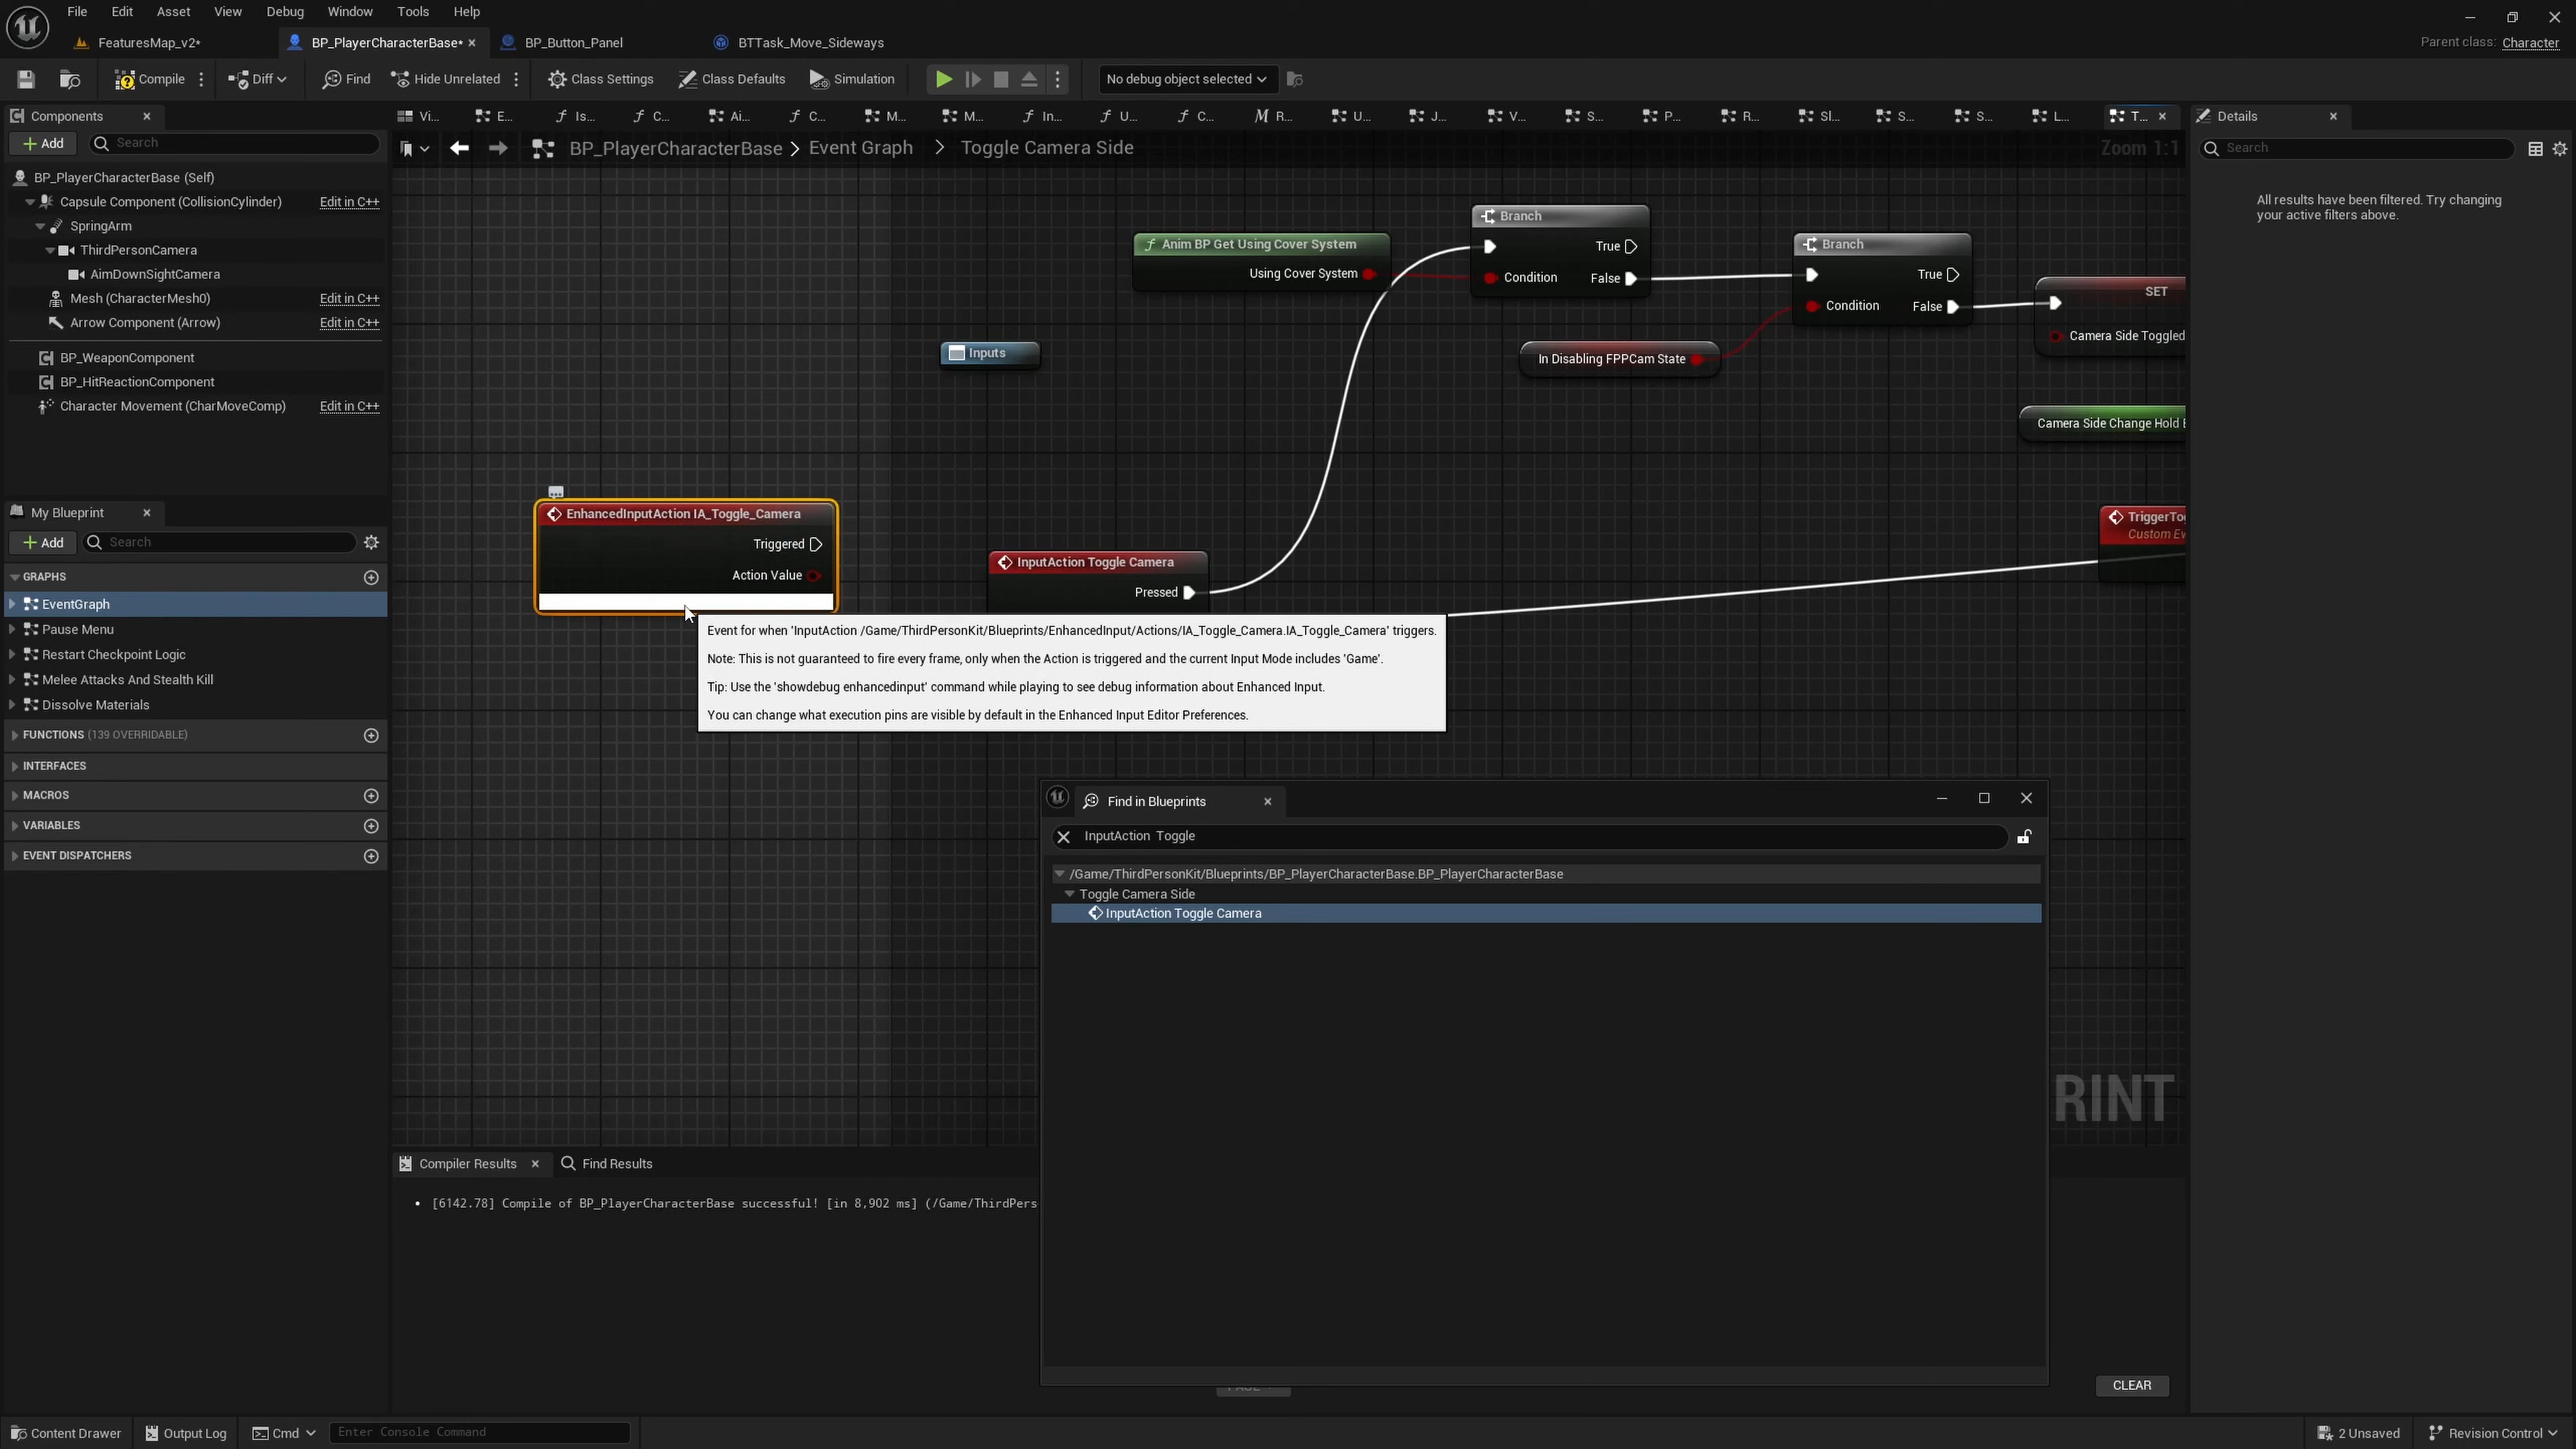 File Edit Asset View Debug Window Tools Help
FeaturesMap_v2* BP_PlayerCharacterBase* BP_Button_Panel BTTask_Move_Sideways
Parent class: Character
Compile Diff Find Hide Unrelated Class Settings Class Defaults Simulation No debug object selected
Components
Add Search
BP_PlayerCharacterBase (Self)
Capsule Component (CollisionCylinder) Edit in C++
SpringArm
ThirdPersonCamera
AimDownSightCamera
Mesh (CharacterMesh0) Edit in C++
Arrow Component (Arrow) Edit in C++
BP_WeaponComponent
BP_HitReactionComponent
Character Movement (CharMoveComp) Edit in C++
My Blueprint
Add Search
GRAPHS
EventGraph
Pause Menu
Restart Checkpoint Logic
Melee Attacks And Stealth Kill
Dissolve Materials
FUNCTIONS (139 OVERRIDABLE)
INTERFACES
MACROS
VARIABLES
EVENT DISPATCHERS
Vi... E... Is... C... Ai... C... M... M... In... U... C... R... U... J... V... S... P... R... Sl... S... S... L... T...
BP_PlayerCharacterBase > Event Graph > Toggle Camera Side
Zoom 1:1
Anim BP Get Using Cover System
Using Cover System
Branch
True
Condition False
Branch
True
Condition False
SET
Camera Side Toggled
Inputs
In Disabling FPPCam State
Camera Side Change Hold
EnhancedInputAction IA_Toggle_Camera
Triggered
Action Value
InputAction Toggle Camera
Pressed
TriggerTog
Custom Ev
Event for when 'InputAction /Game/ThirdPersonKit/Blueprints/EnhancedInput/Actions/IA_Toggle_Camera.IA_Toggle_Camera' triggers.
Note: This is not guaranteed to fire every frame, only when the Action is triggered and the current Input Mode includes 'Game'.
Tip: Use the 'showdebug enhancedinput' command while playing to see debug information about Enhanced Input.
You can change what execution pins are visible by default in the Enhanced Input Editor Preferences.
Find in Blueprints
InputAction Toggle
/Game/ThirdPersonKit/Blueprints/BP_PlayerCharacterBase.BP_PlayerCharacterBase
Toggle Camera Side
InputAction Toggle Camera
RINT
Compiler Results Find Results
[6142.78] Compile of BP_PlayerCharacterBase successful! [in 8,902 ms] (/Game/ThirdPers
CLEAR
Details
Search
All results have been filtered. Try changing
your active filters above.
Content Drawer Output Log Cmd Enter Console Command 2 Unsaved Revision Control